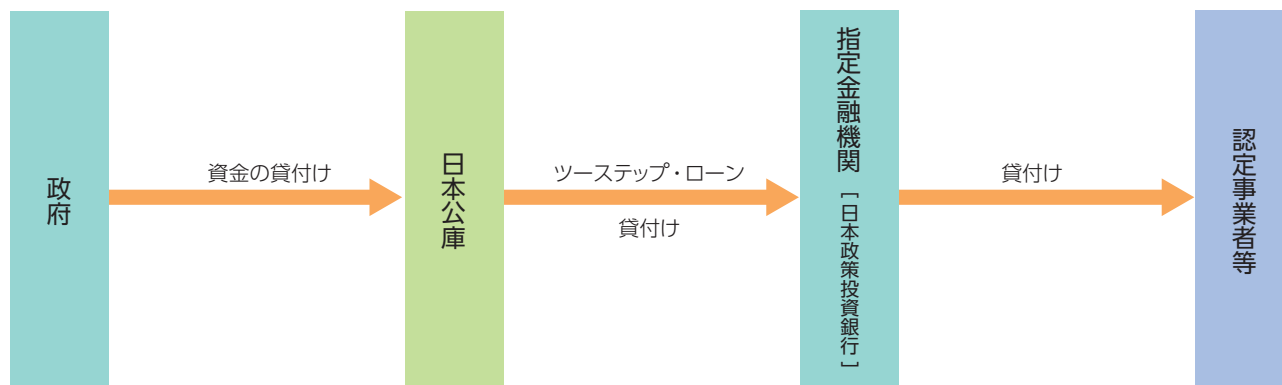 政府
資金の貸付け
日本公庫
ツーステップ・ローン
貸付け
指定金融機関［日本政策投資銀行］
貸付け
認定事業者等